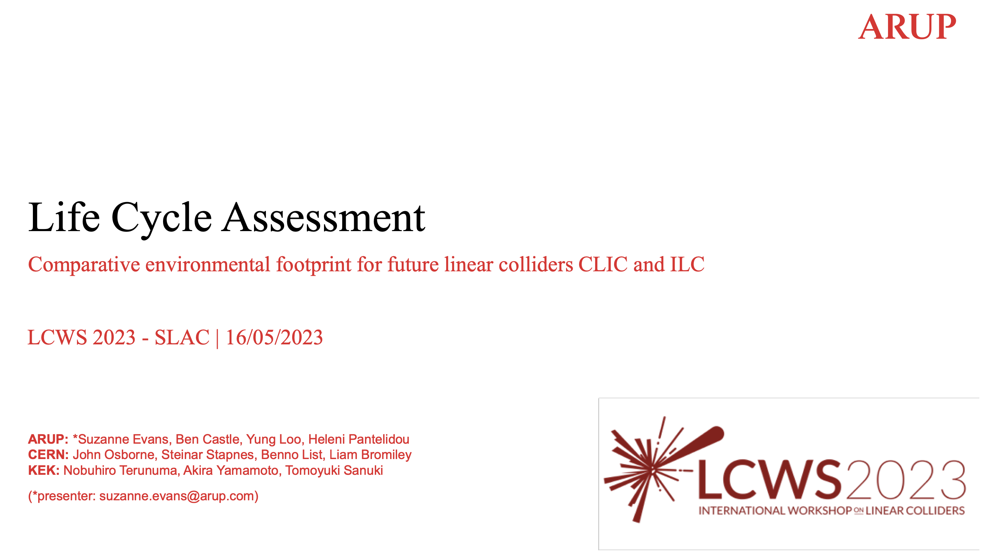 ARUP
Life Cycle Assessment
Comparative environmental footprint for future linear colliders CLIC and ILC
LCWS 2023 - SLAC | 16/05/2023
ARUP: *Suzanne Evans, Ben Castle, Yung Loo, Heleni Pantelidou
CERN: John Osborne, Steinar Stapnes, Benno List, Liam Bromiley
KEK: Nobuhiro Terunuma, Akira Yamamoto, Tomoyuki Sanuki
(*presenter: suzanne.evans@arup.com)
LCWS2023
INTERNATIONAL WORKSHOP ON LINEAR COLLIDERS